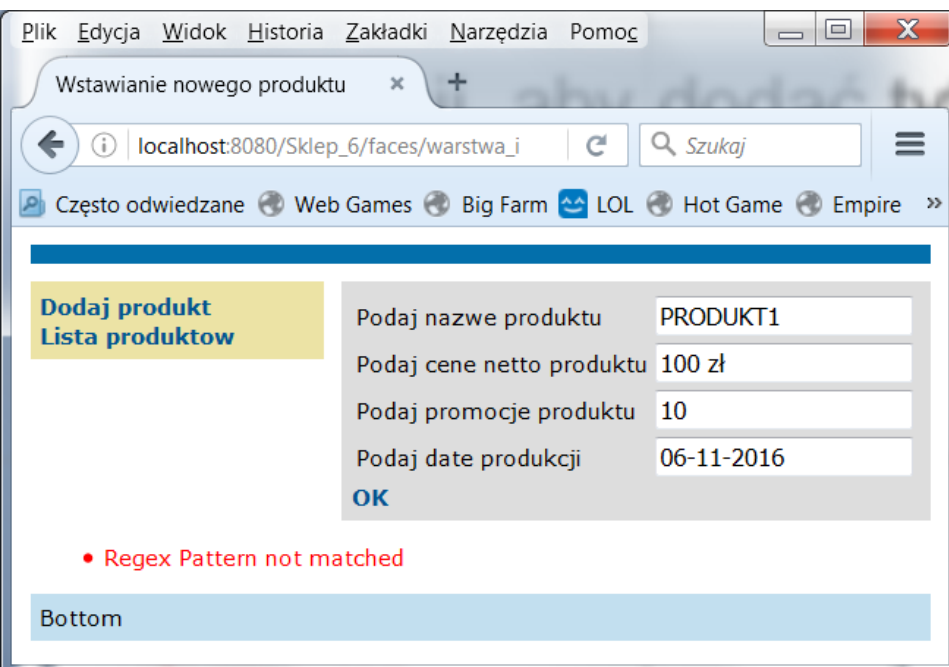 Plik Edycja Widok Historia Zakładki Narzędzia Pomoc
Wstawianie nowego produktu
aby dodać
localhost:8080/Sklep_6/faces/warstwa_i
Szukaj
Często odwiedzane Web Games Big Farm LOL Hot Game Empire »
Dodaj produkt
Lista produktow
Podaj nazwe produktu PRODUKT1
Podaj cene netto produktu 100 zł
Podaj promocje produktu 10
Podaj date produkcji 06-11-2016
OK
• Regex Pattern not matched
Bottom